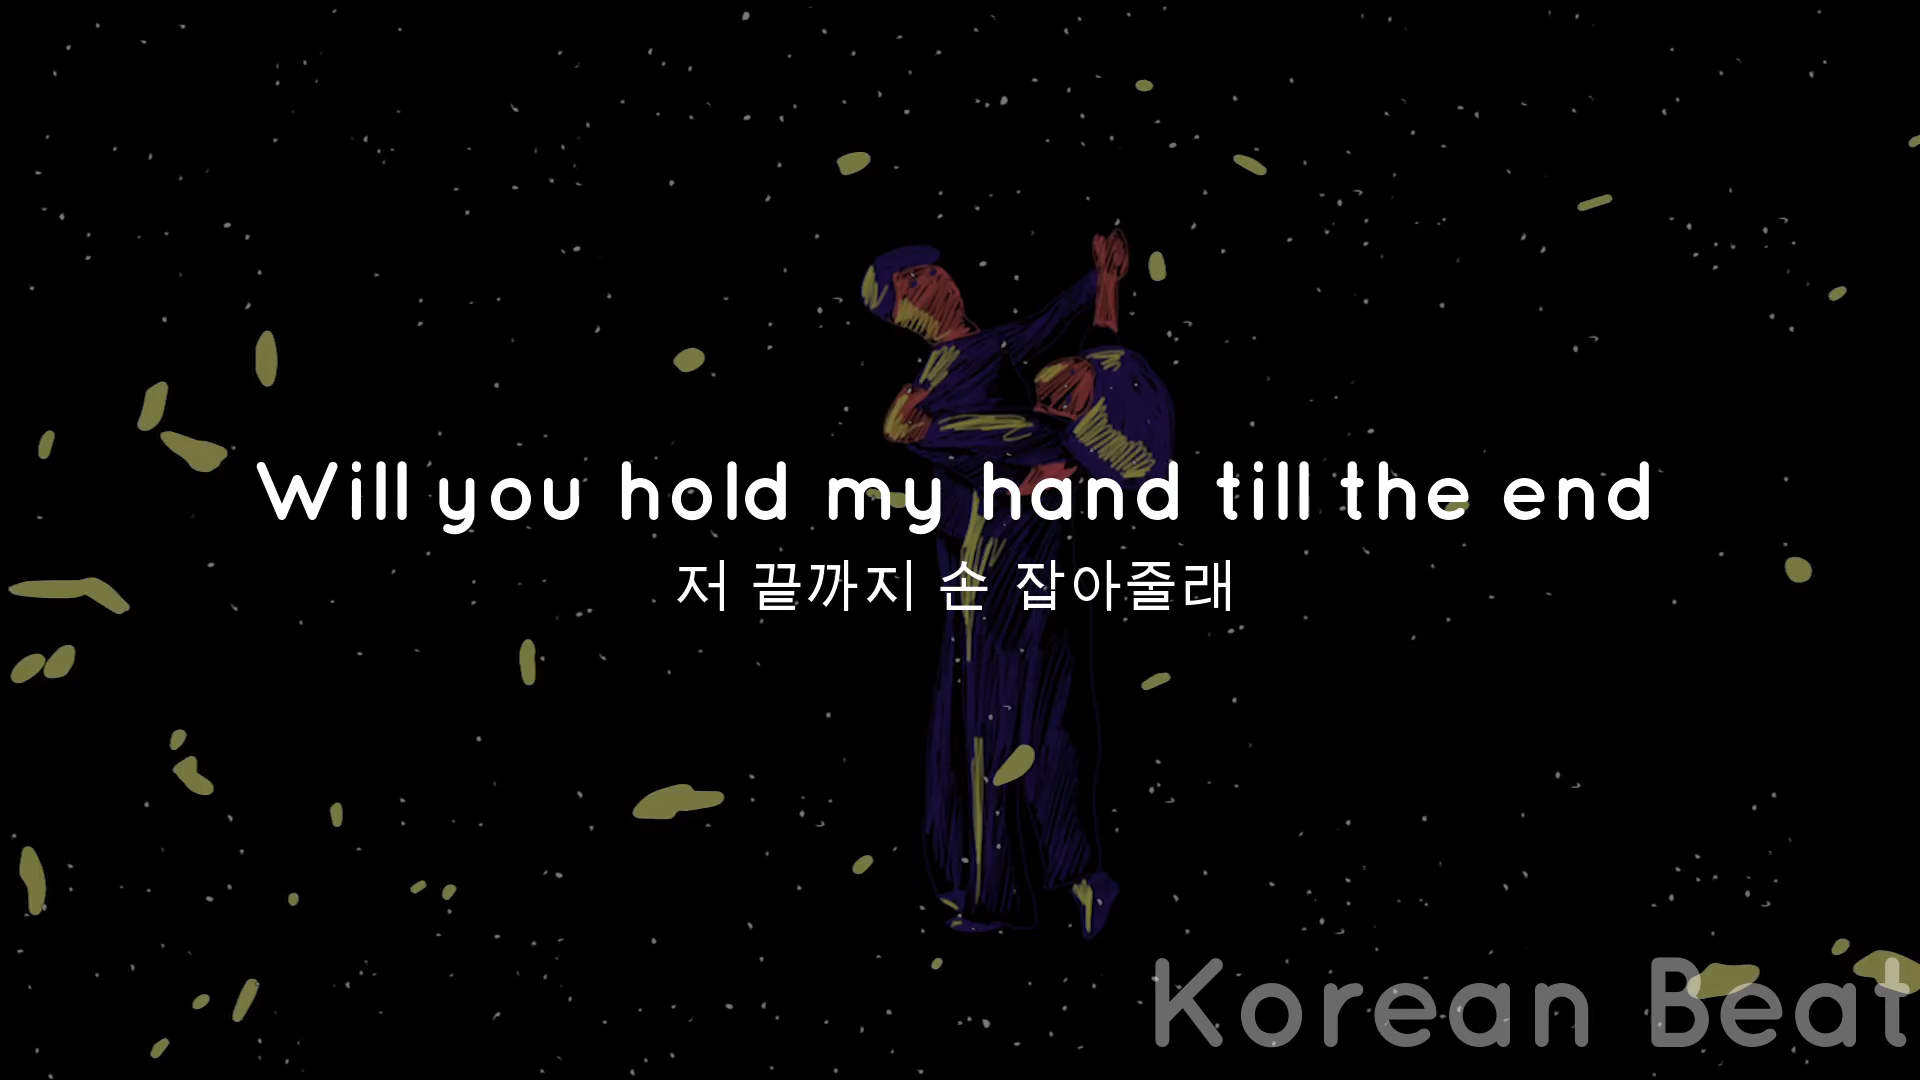 Will you hold my hand till the end
저 끝까지 손 잡아줄래
Korean Beat